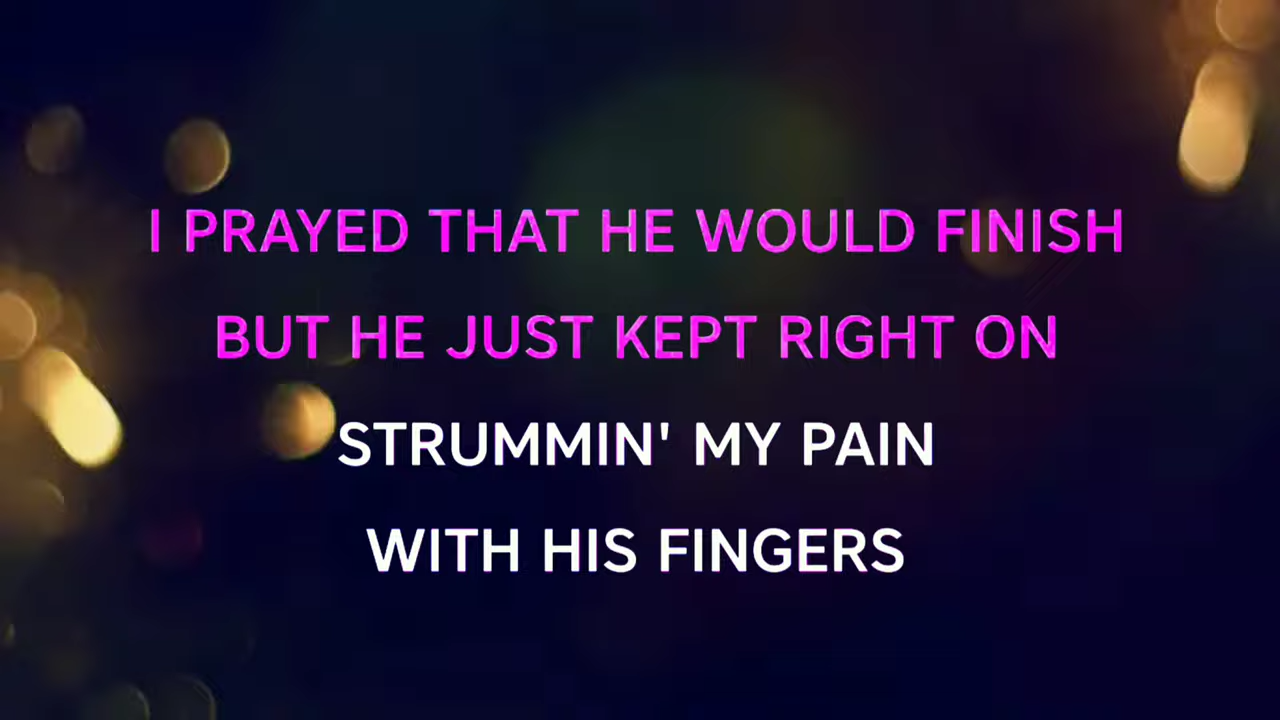 I PRAYED THAT HE WOULD FINISH
BUT HE JUST KEPT RIGHT ON
STRUMMIN' MY PAIN
WITH HIS FINGERS